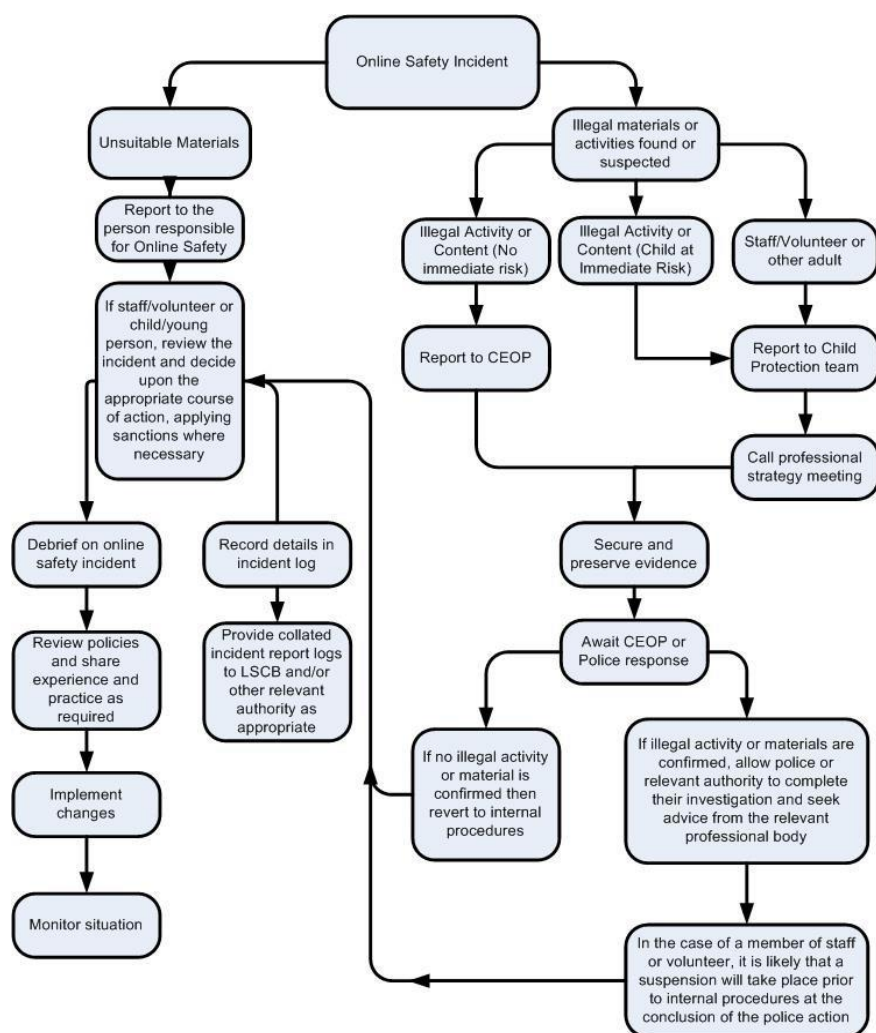 Online Safety Incident
Unsuitable Materials
Report to the
person responsible
for Online Safety
If staff/volunteer or
child/young
person, review the
incident and decide
upon the
appropriate course
of action, applying
sanctions where
necessary
Debrief on online
safety incident
Review policies
and share
experience and
practice as
required
Implement
changes
Monitor situation
Record details in
incident log
Provide collated
incident report logs
to LSCB and/or
other relevant
authority as
appropriate
Illegal materials or
activities found or
suspected
Illegal Activity or
Content (No
immediate risk)
Illegal Activity or
Content (Child at
Immediate Risk)
Staff/Volunteer or
other adult
Report to CEOP
Report to Child
Protection team
Call professional
strategy meeting
Secure and
preserve evidence
Await CEOP or
Police response
If no illegal activity
or material is
confirmed then
revert to internal
procedures
If illegal activity or materials are
confirmed, allow police or
relevant authority to complete
their investigation and seek
advice from the relevant
professional body
In the case of a member of staff
or volunteer, it is likely that a
suspension will take place prior
to internal procedures at the
conclusion of the police action